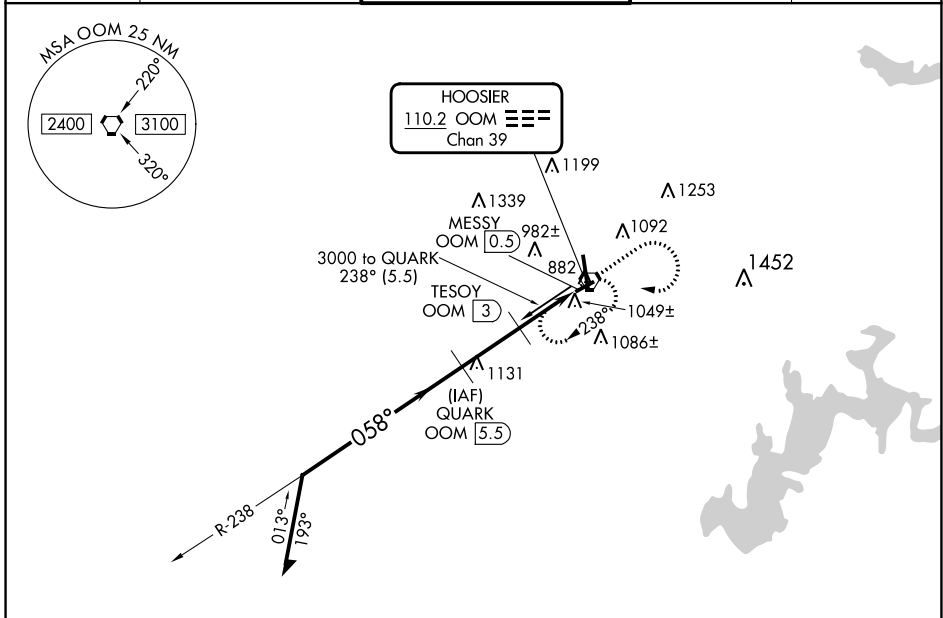 MSA OOM 25 NM
220°
2400
3100
320°
HOOSIER
110.2 OOM
Chan 39
1199
1253
1339
MESSY
OOM 0.5
982±
1092
3000 to QUARK
238° (5.5)
882
1452
TESOY
OOM 3
1049±
238°
1086±
1131
(IAF)
QUARK
OOM 5.5
058°
R-238
013°
193°